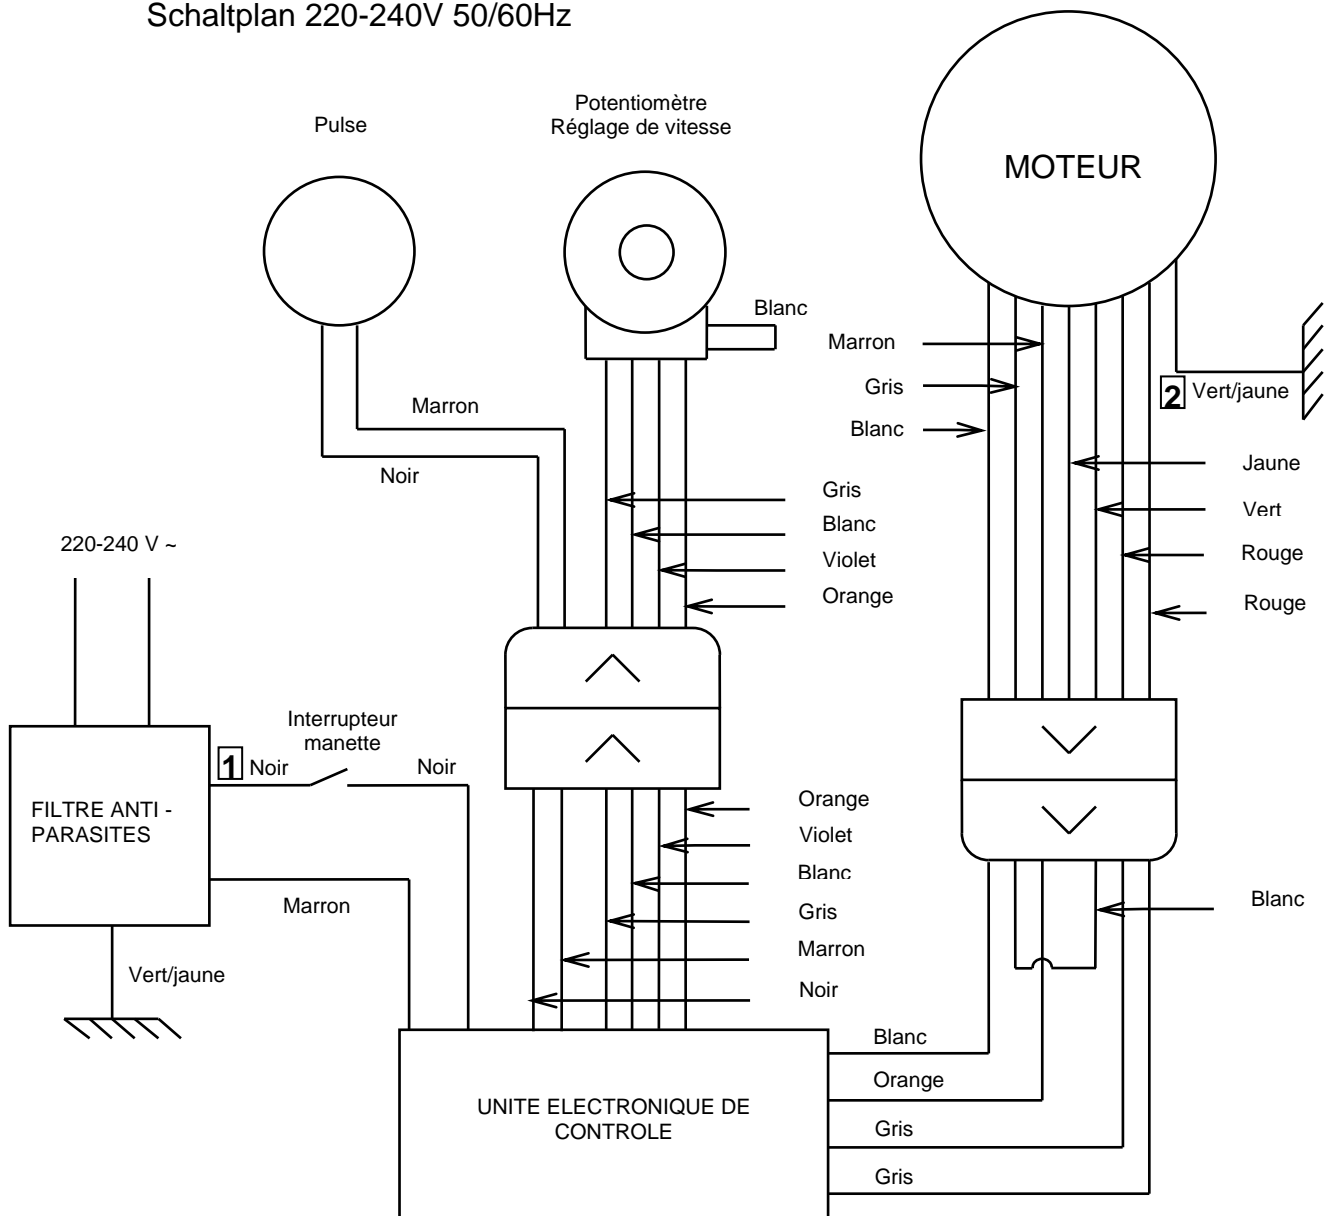 Schaltplan 220-240V 50/60Hz
Pulse
Potentiomètre
Réglage de vitesse
MOTEUR
Blanc
Marron
Gris
Blanc
2 Vert/jaune
Marron
Noir
Jaune
Gris
Vert
Blanc
Rouge
Violet
Orange
Rouge
220-240 V ~
Interrupteur
manette
1 Noir
Noir
FILTRE ANTI -
PARASITES
Marron
Vert/jaune
Orange
Violet
Blanc
Gris
Marron
Noir
Blanc
Blanc
Orange
Gris
Gris
UNITE ELECTRONIQUE DE
CONTROLE